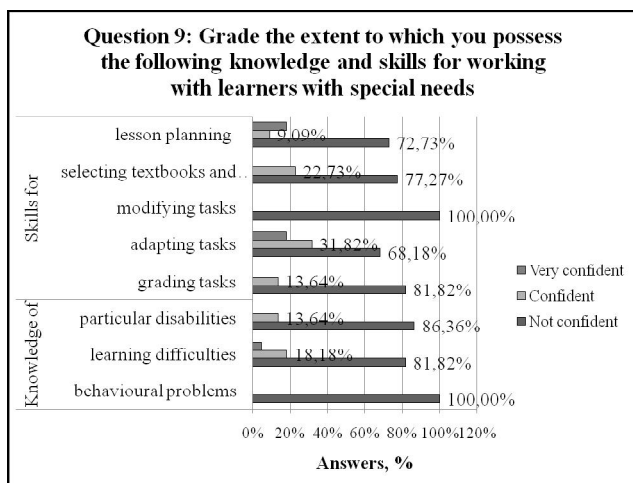 Question 9: Grade the extent to which you possess
the following knowledge and skills for working
with learners with special needs
Skills for
lesson planning
9,09%
72,73%
selecting textbooks and..
22,73%
77,27%
modifying tasks
100,00%
adapting tasks
31,82%
68,18%
grading tasks
13,64%
81,82%
Knowledge of
particular disabilities
13,64%
86,36%
learning difficulties
18,18%
81,82%
behavioural problems
100,00%
Very confident
Confident
Not confident
0% 20% 40% 60% 80% 100% 120%
Answers, %